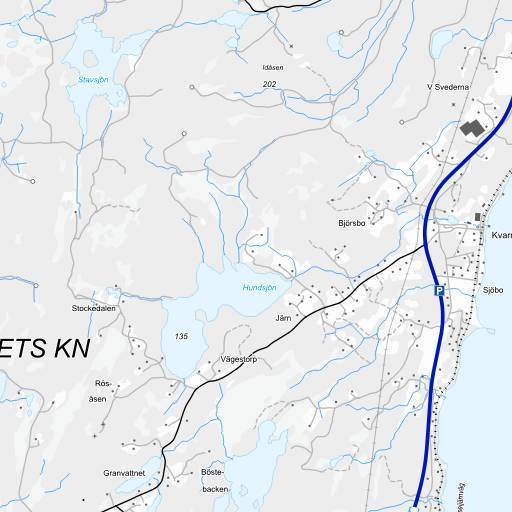 Stavsjön
Idåsen
202
V Svederna
Björsbo
Kvarn
Hundsjön
P
Sjöbo
Stockedalen
Järn
135
ETS KN
Vägestorp
Rös-
åsen
Granvattnet
Böste-
backen